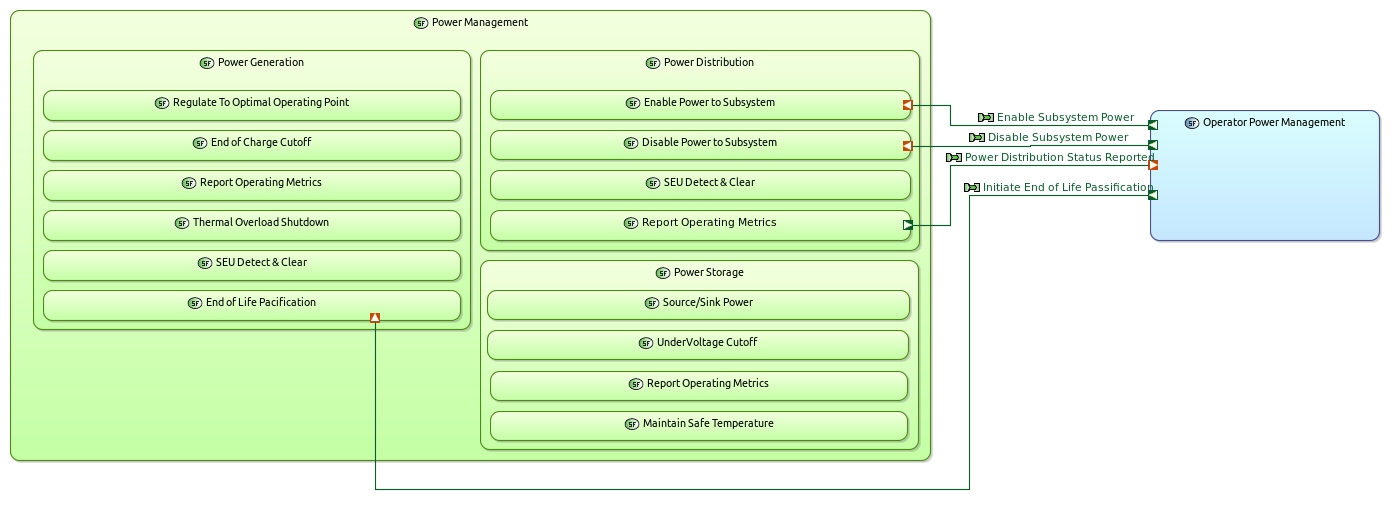 SF Power Management
SF Power Generation
SF Regulate To Optimal Operating Point
SF End of Charge Cutoff
SF Report Operating Metrics
SF Thermal Overload Shutdown
SF SEU Detect & Clear
SF End of Life Pacification
SF Power Distribution
SF Enable Power to Subsystem
SF Disable Power to Subsystem
SF SEU Detect & Clear
SF Report Operating Metrics
SF Power Storage
SF Source/Sink Power
SF UnderVoltage Cutoff
SF Report Operating Metrics
SF Maintain Safe Temperature
Enable Subsystem Power
Disable Subsystem Power
Power Distribution Status Reported
Initiate End of Life Passification
SF Operator Power Management